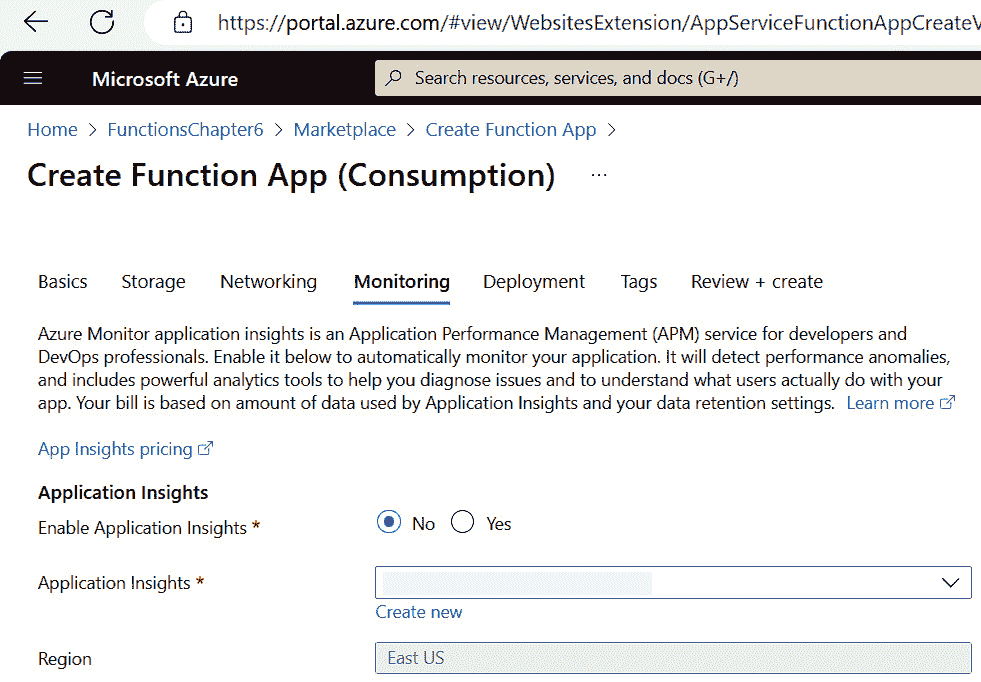 https://portal.azure.com/#view/WebsitesExtension/AppServiceFunctionAppCreateV
Microsoft Azure
Search resources, services, and docs (G+/)
Home > FunctionsChapter6 > Marketplace > Create Function App >
Create Function App (Consumption) ...
Basics Storage Networking Monitoring Deployment Tags Review + create
Azure Monitor application insights is an Application Performance Management (APM) service for developers and
DevOps professionals. Enable it below to automatically monitor your application. It will detect performance anomalies,
and includes powerful analytics tools to help you diagnose issues and to understand what users actually do with your
app. Your bill is based on amount of data used by Application Insights and your data retention settings. Learn more
App Insights pricing
Application Insights
Enable Application Insights * No Yes
Application Insights *
Create new
Region East US